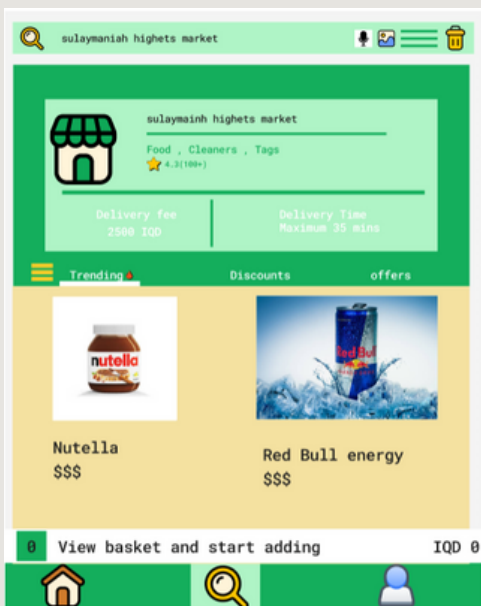 sulaymaniah highets market
sulaymainh highets market
Food , Cleaners , Tags
4.3(100+)
Delivery fee
2500 IQD
Delivery Time
Maximum 35 mins
Trending
Discounts
offers
nutella
Red Bull
Nutella
$$$
Red Bull energy
$$$
0 View basket and start adding IQD 0